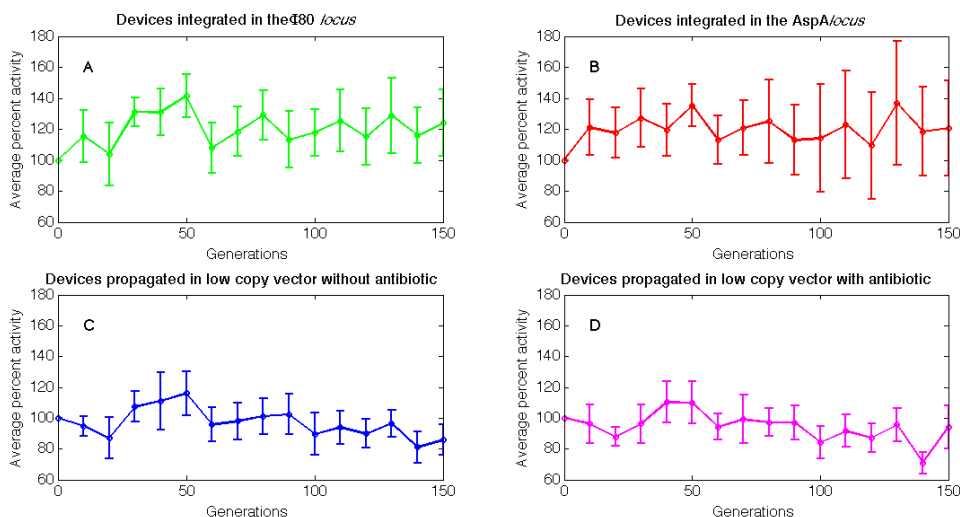 Devices integrated in the Φ80 locus
180
160
140
120
100
80
60
A
Average percent activity
0
50
100
150
Generations
Devices integrated in the AspA locus
180
160
140
120
100
80
60
B
Average percent activity
0
50
100
150
Generations
Devices propagated in low copy vector without antibiotic
180
160
140
120
100
80
60
C
Average percent activity
0
50
100
150
Generations
Devices propagated in low copy vector with antibiotic
180
160
140
120
100
80
60
D
Average percent activity
0
50
100
150
Generations